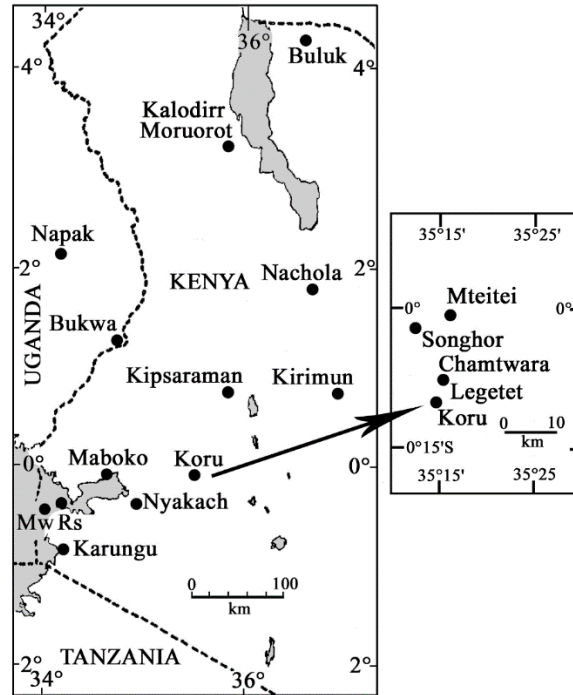 34°
36°
4°
4°
Buluk
Kalodirr
Moruorot
Napak
2°
2°
KENYA
Nachola
UGANDA
Bukwa
Kipsaraman
Kirimun
Maboko
Koru
0°
0°
Nyakach
Mw Rs
Karungu
0 100
km
TANZANIA
2°
2°
34°
36°
35°15' 35°25'
0°
0°
Mteitei
Songhor
Chamtwara
Legetet
Koru
0 10
km
0°15'S
35°15' 35°25'